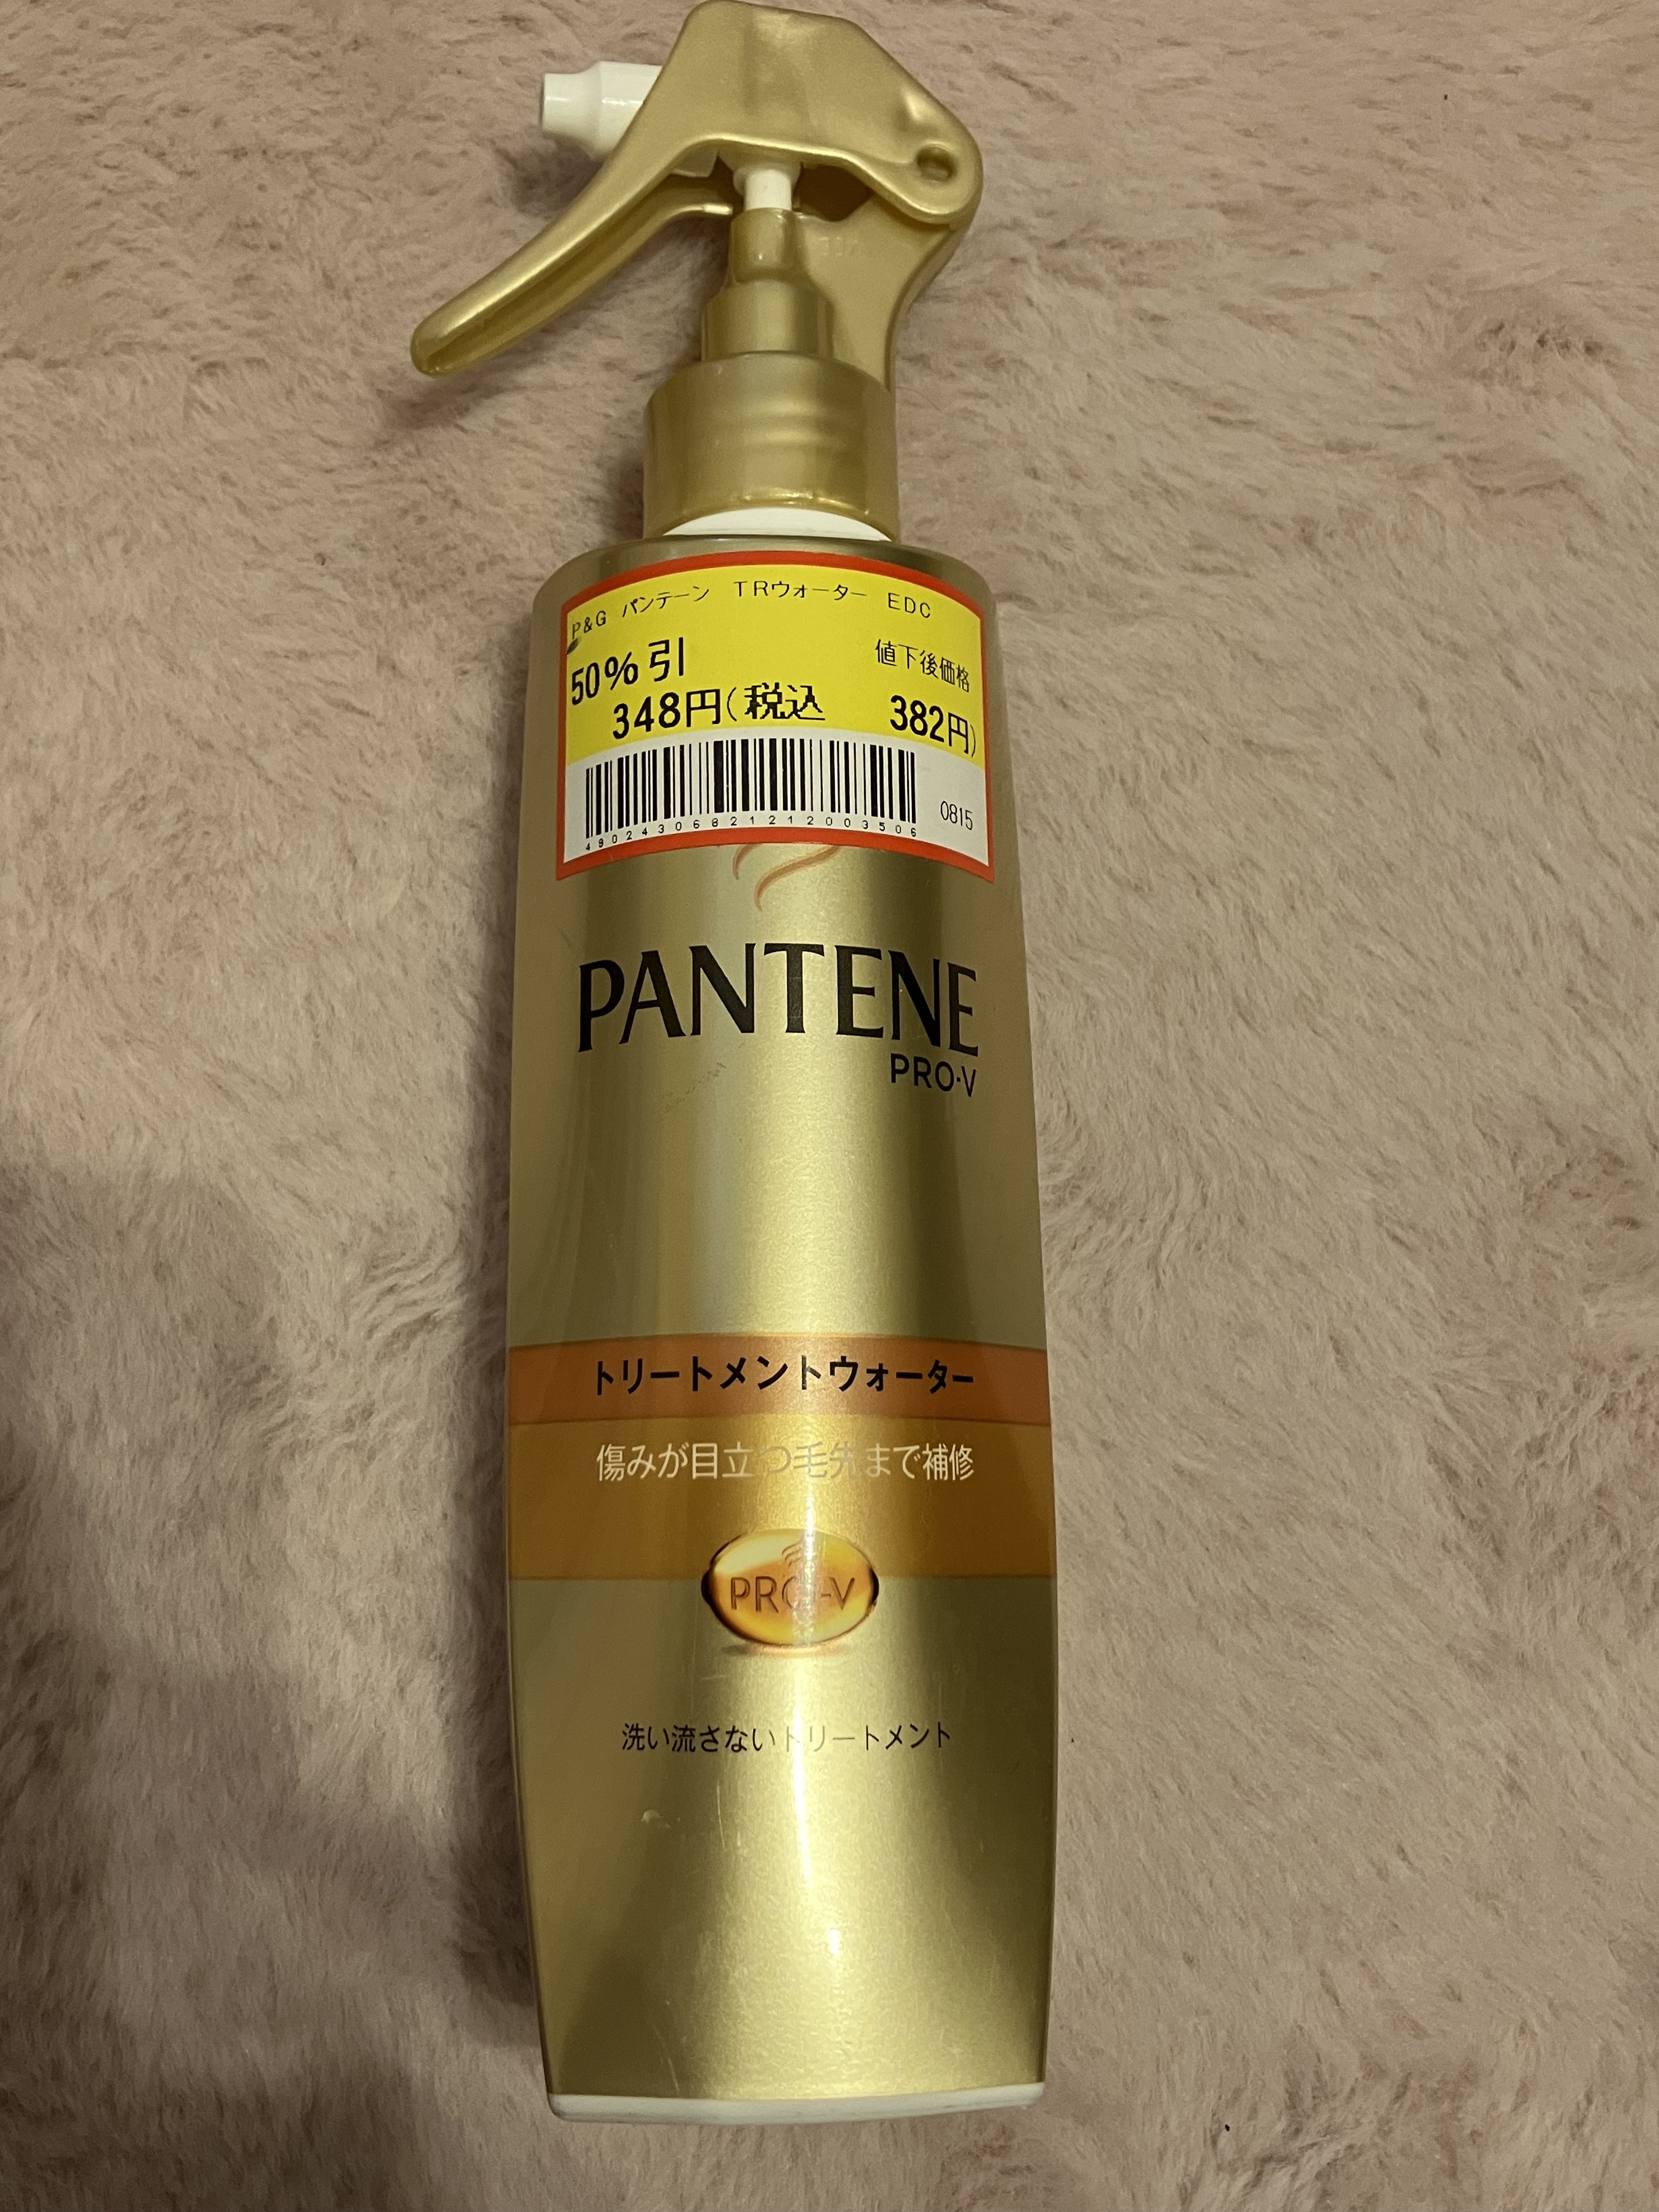 P&G パンテーン TRウォーター EDC
50%引 値下後価格
348円(税込 382円)
49024306821212003506 0815
PANTENE
PRO-V
トリートメントウォーター
傷みが目立つ毛先まで補修
PRO-V
洗い流さないトリートメント